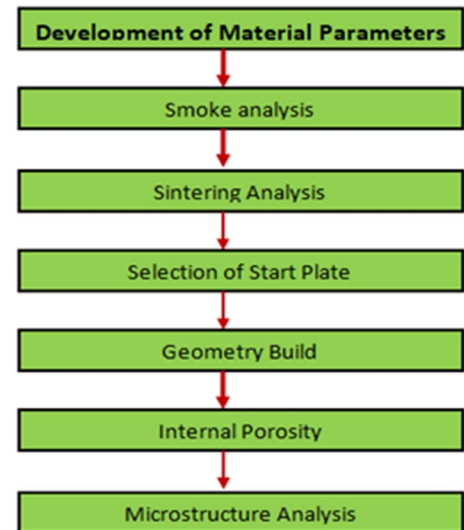 Development of Material Parameters
Smoke analysis
Sintering Analysis
Selection of Start Plate
Geometry Build
Internal Porosity
Microstructure Analysis